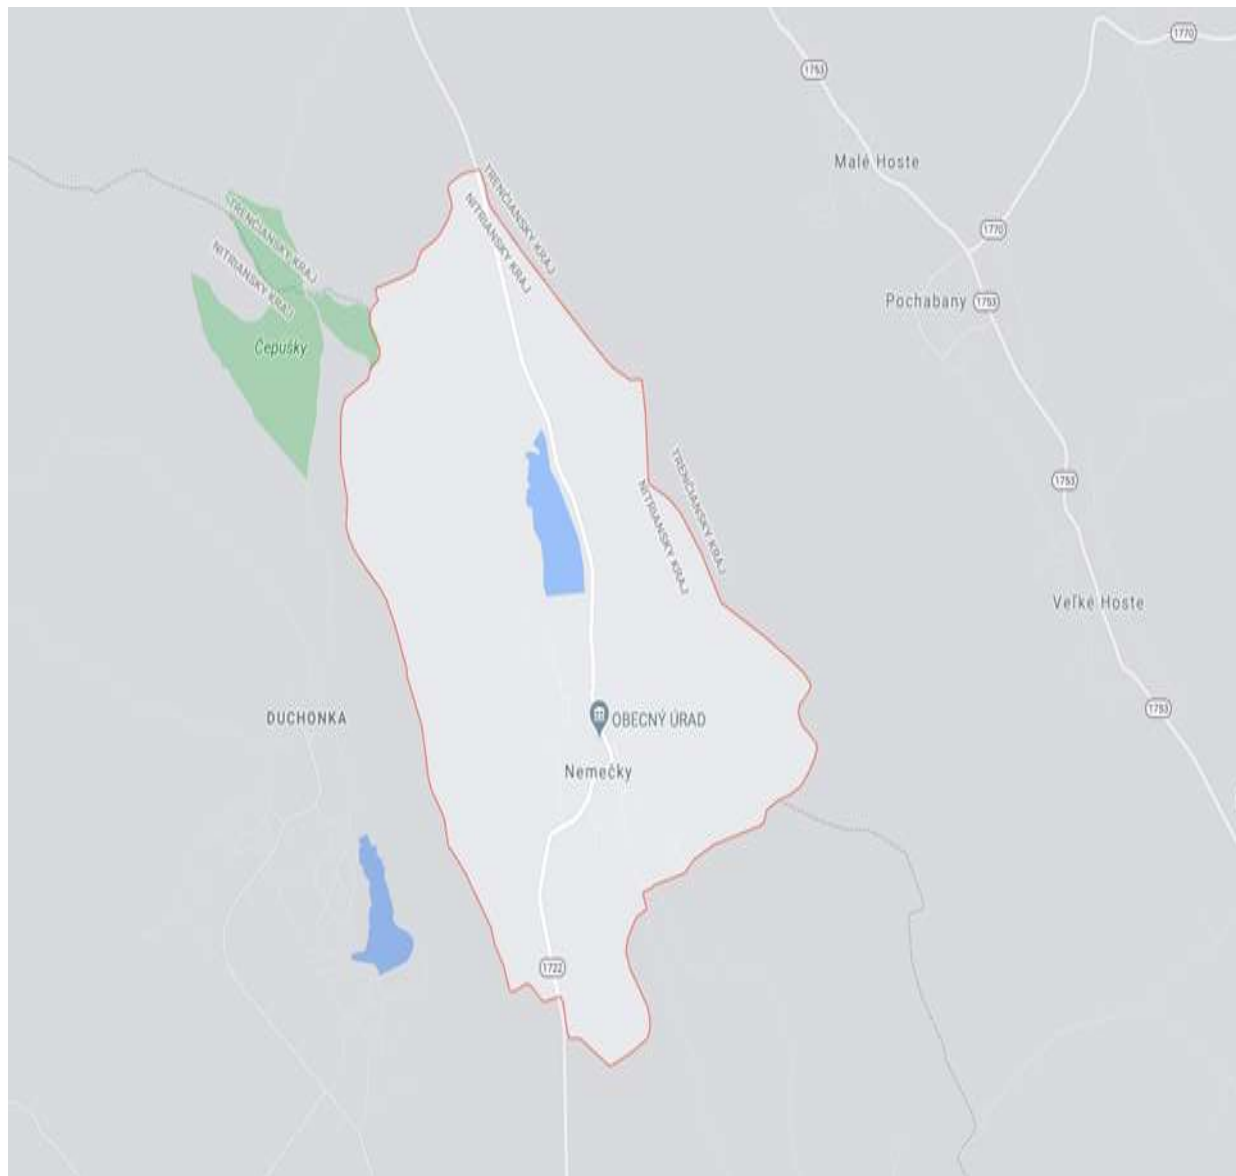 1770
1753
Malé Hoste
TRENČIANSKY KRAJ
NITRIANSKY KRAJ
TRENČIANSKY KRAJ
NITRIANSKY KRAJ
1770
Pochabany
1753
Čepušky
TRENČIANSKY KRAJ
NITRIANSKY KRAJ
1753
Veľké Hoste
1753
DUCHONKA
OBECNÝ ÚRAD
Nemečky
1722